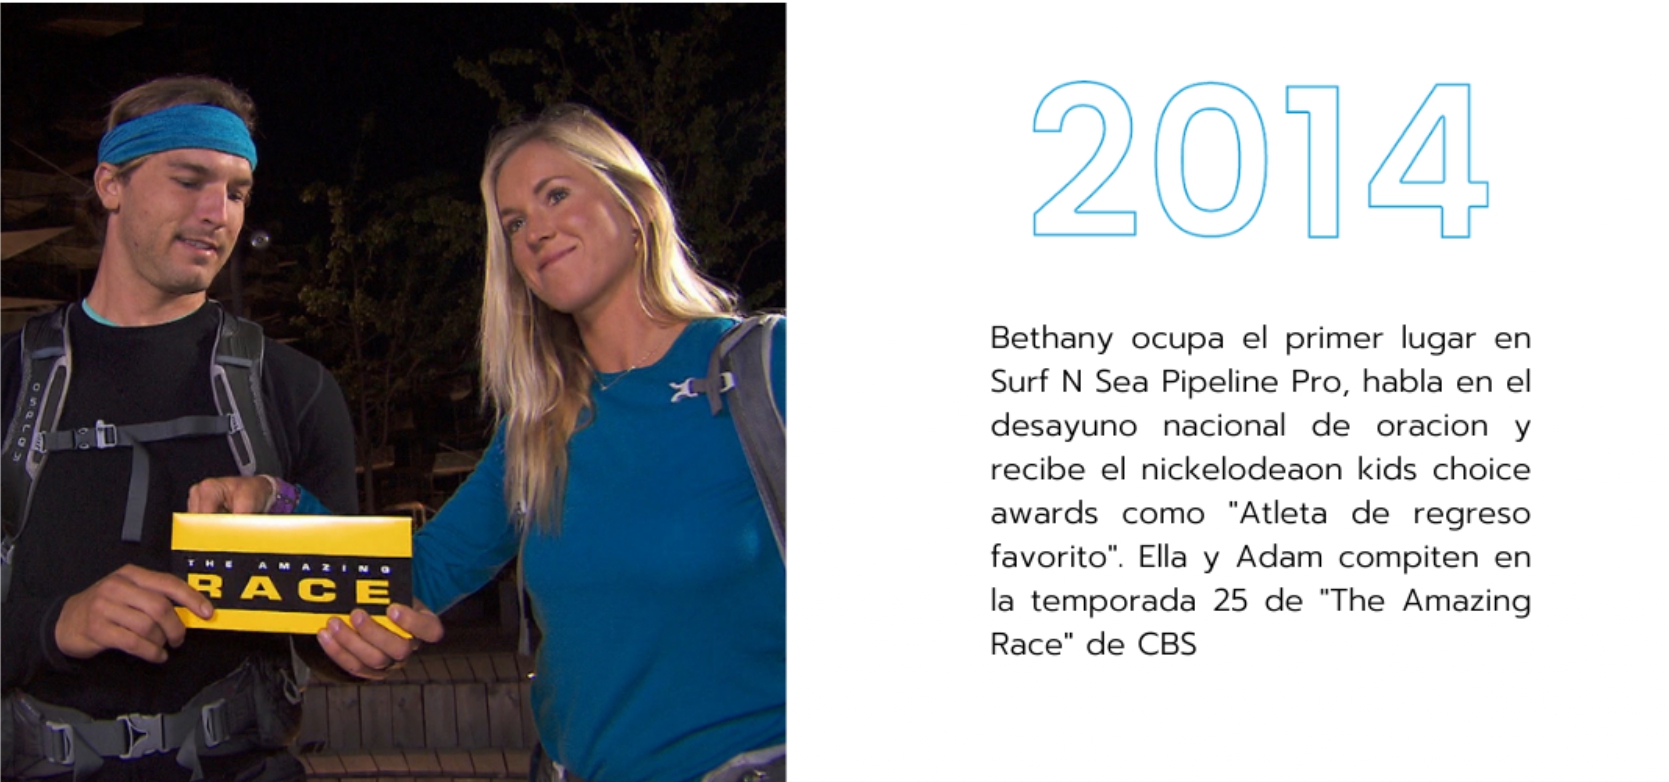 2014
Bethany ocupa el primer lugar en
Surf N Sea Pipeline Pro, habla en el
desayuno nacional de oracion y
recibe el nickelodeaon kids choice
awards como "Atleta de regreso
favorito". Ella y Adam compiten en
la temporada 25 de "The Amazing
Race" de CBS
OSPREY
THE AMAZING
RACE